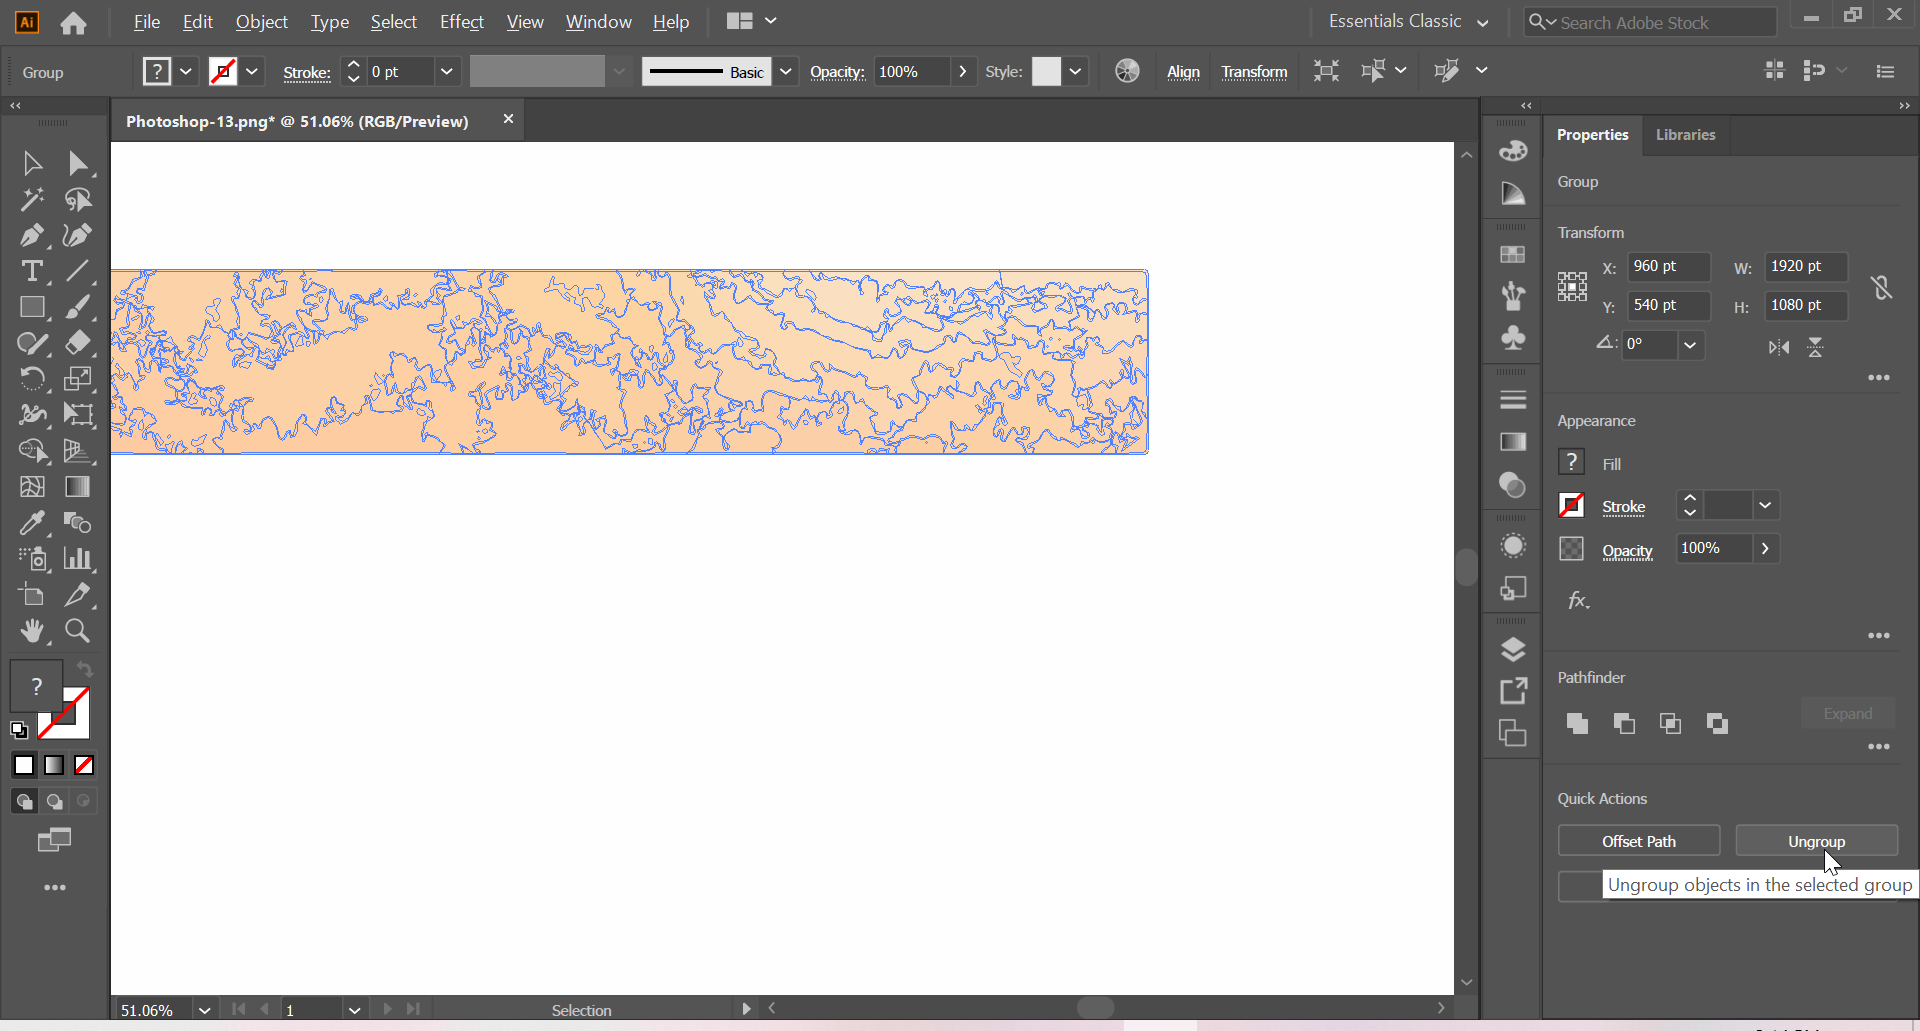 Ai File Edit Object Type Select Effect View Window Help Essentials Classic Search Adobe Stock
Group ? Stroke: 0 pt Basic Opacity: 100% Style: Align Transform
Photoshop-13.png* @ 51.06% (RGB/Preview)
Properties Libraries
Group
Transform
X: 960 pt W: 1920 pt
Y: 540 pt H: 1080 pt
0°
Appearance
? Fill
Stroke
Opacity 100%
fx
Pathfinder
Expand
?
Quick Actions
Offset Path Ungroup
Ungroup objects in the selected group
51.06% 1 Selection